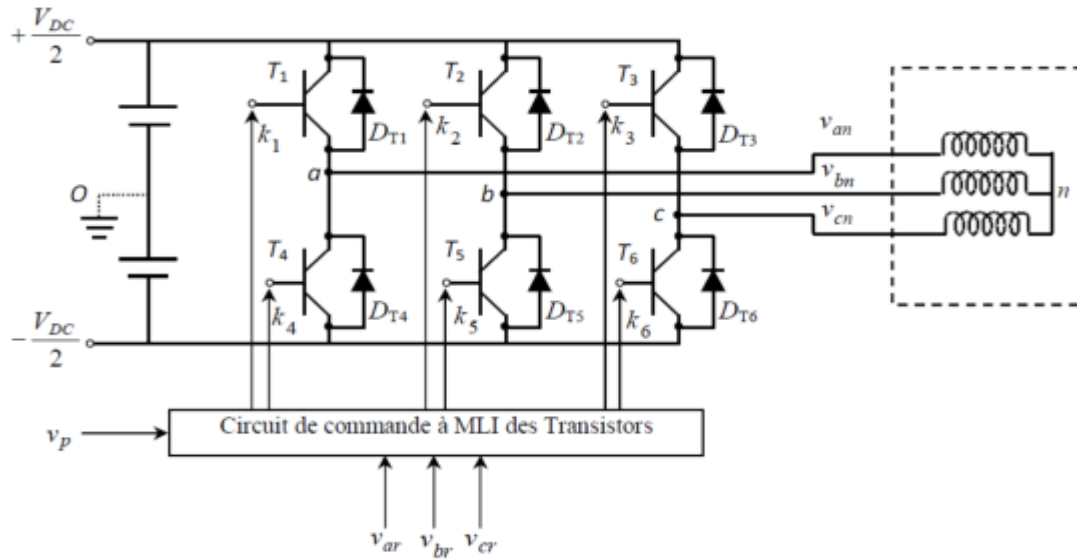 + V_DC/2
T1 T2 T3
k1 D_T1 k2 D_T2 k3 D_T3
v_an
a
v_bn
O b n
v_cn
c
T4 T5 T6
k4 D_T4 k5 D_T5 k6 D_T6
− V_DC/2
Circuit de commande à MLI des Transistors
v_p
v_ar v_br v_cr